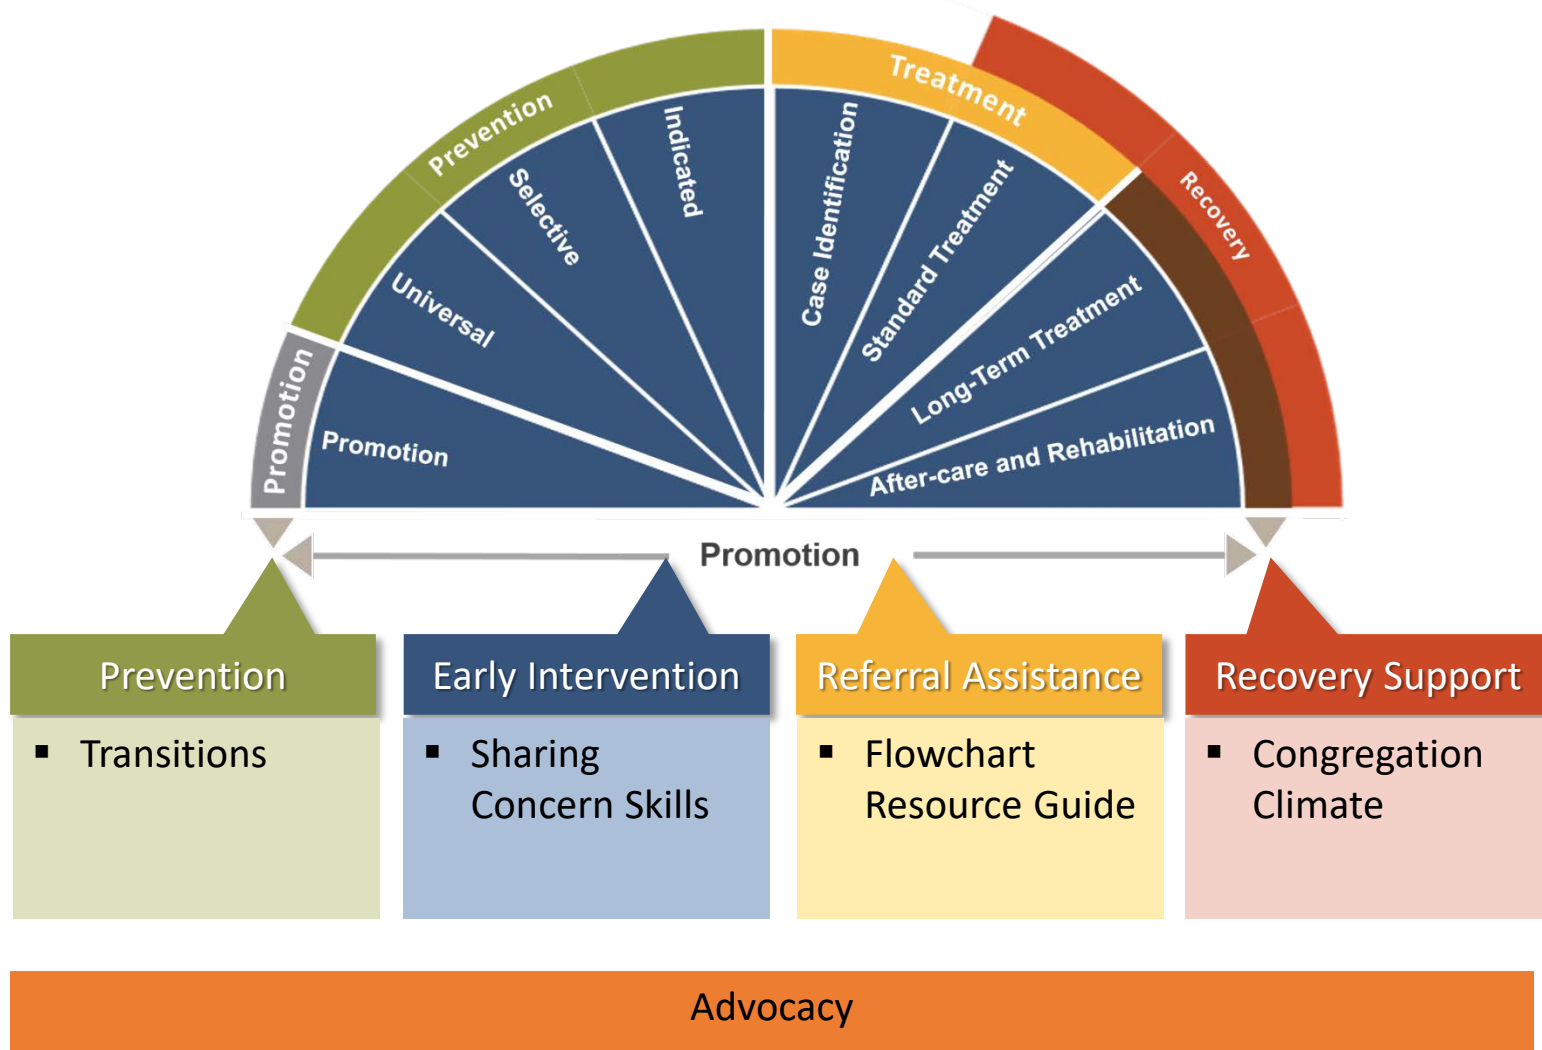 Promotion
Prevention
Treatment
Recovery
Promotion
Universal
Selective
Indicated
Case Identification
Standard Treatment
Long-Term Treatment
After-care and Rehabilitation
Promotion
Prevention
▪ Transitions
Early Intervention
▪ Sharing
Concern Skills
Referral Assistance
▪ Flowchart
Resource Guide
Recovery Support
▪ Congregation
Climate
Advocacy